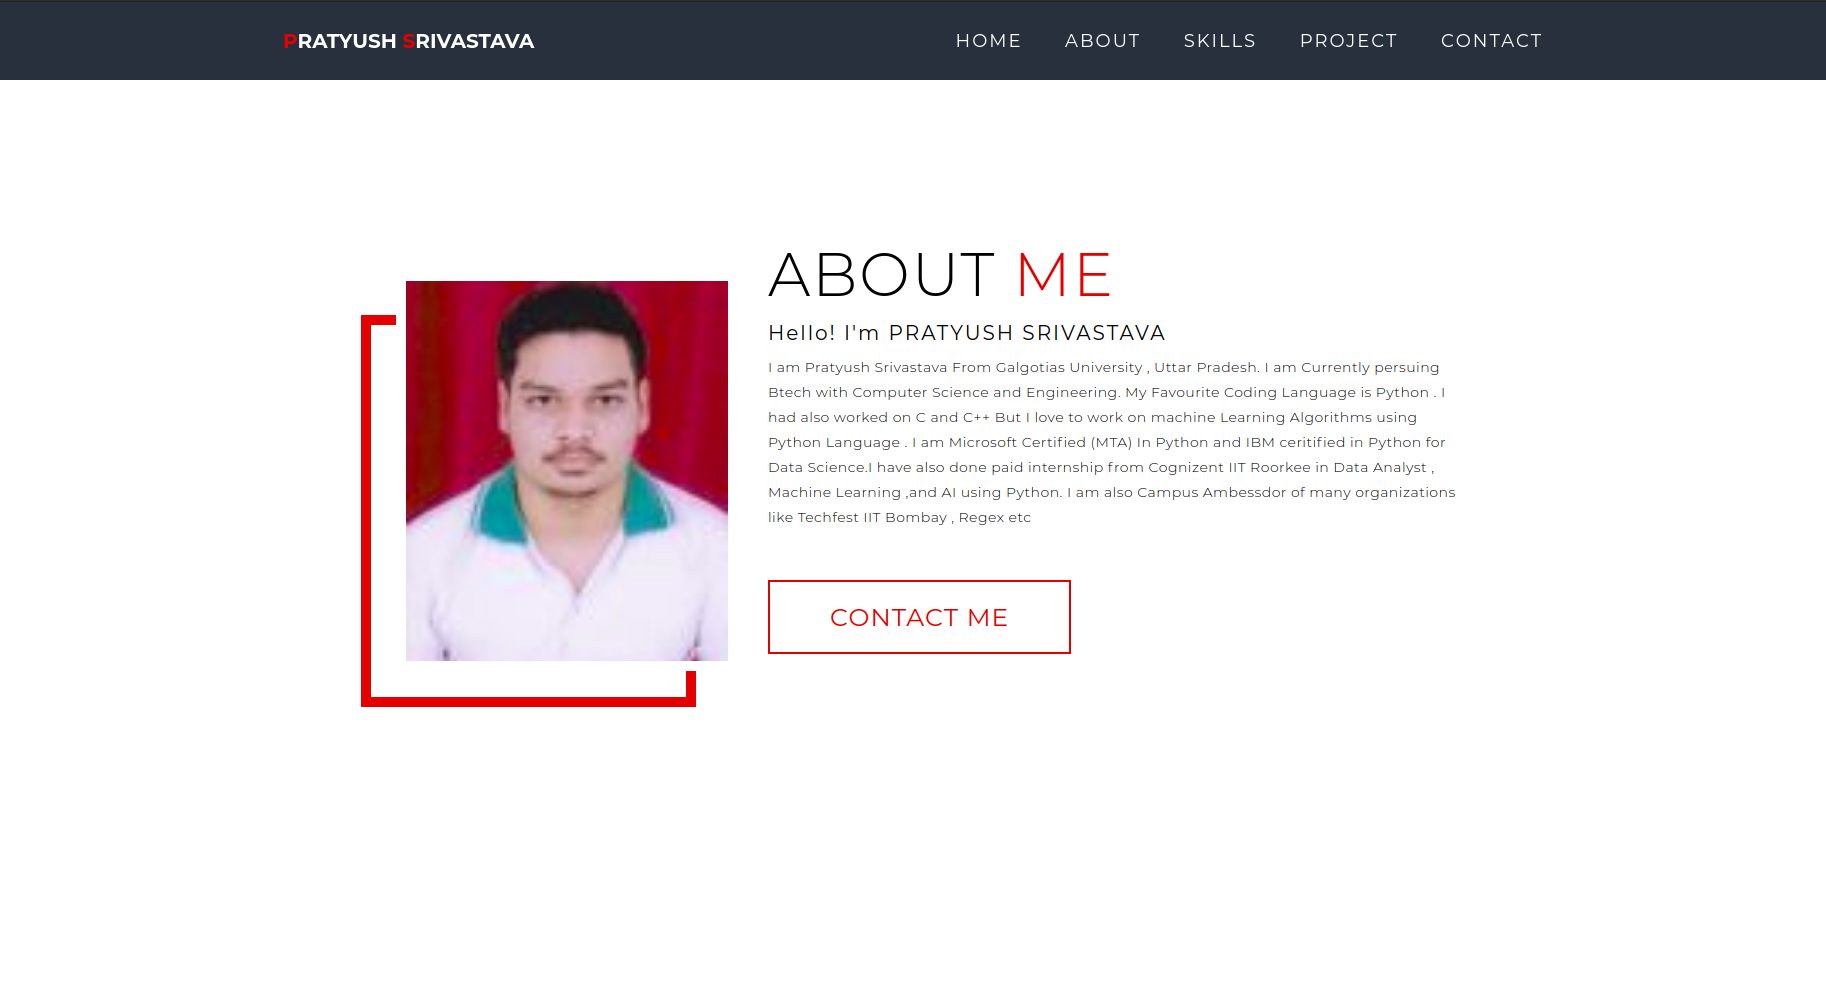 PRATYUSH SRIVASTAVA
HOME ABOUT SKILLS PROJECT CONTACT
ABOUT ME
Hello! I'm PRATYUSH SRIVASTAVA
I am Pratyush Srivastava From Galgotias University , Uttar Pradesh. I am Currently persuing
Btech with Computer Science and Engineering. My Favourite Coding Language is Python . I
had also worked on C and C++ But I love to work on machine Learning Algorithms using
Python Language . I am Microsoft Certified (MTA) In Python and IBM ceritified in Python for
Data Science.I have also done paid internship from Cognizent IIT Roorkee in Data Analyst ,
Machine Learning ,and AI using Python. I am also Campus Ambessdor of many organizations
like Techfest IIT Bombay , Regex etc
CONTACT ME